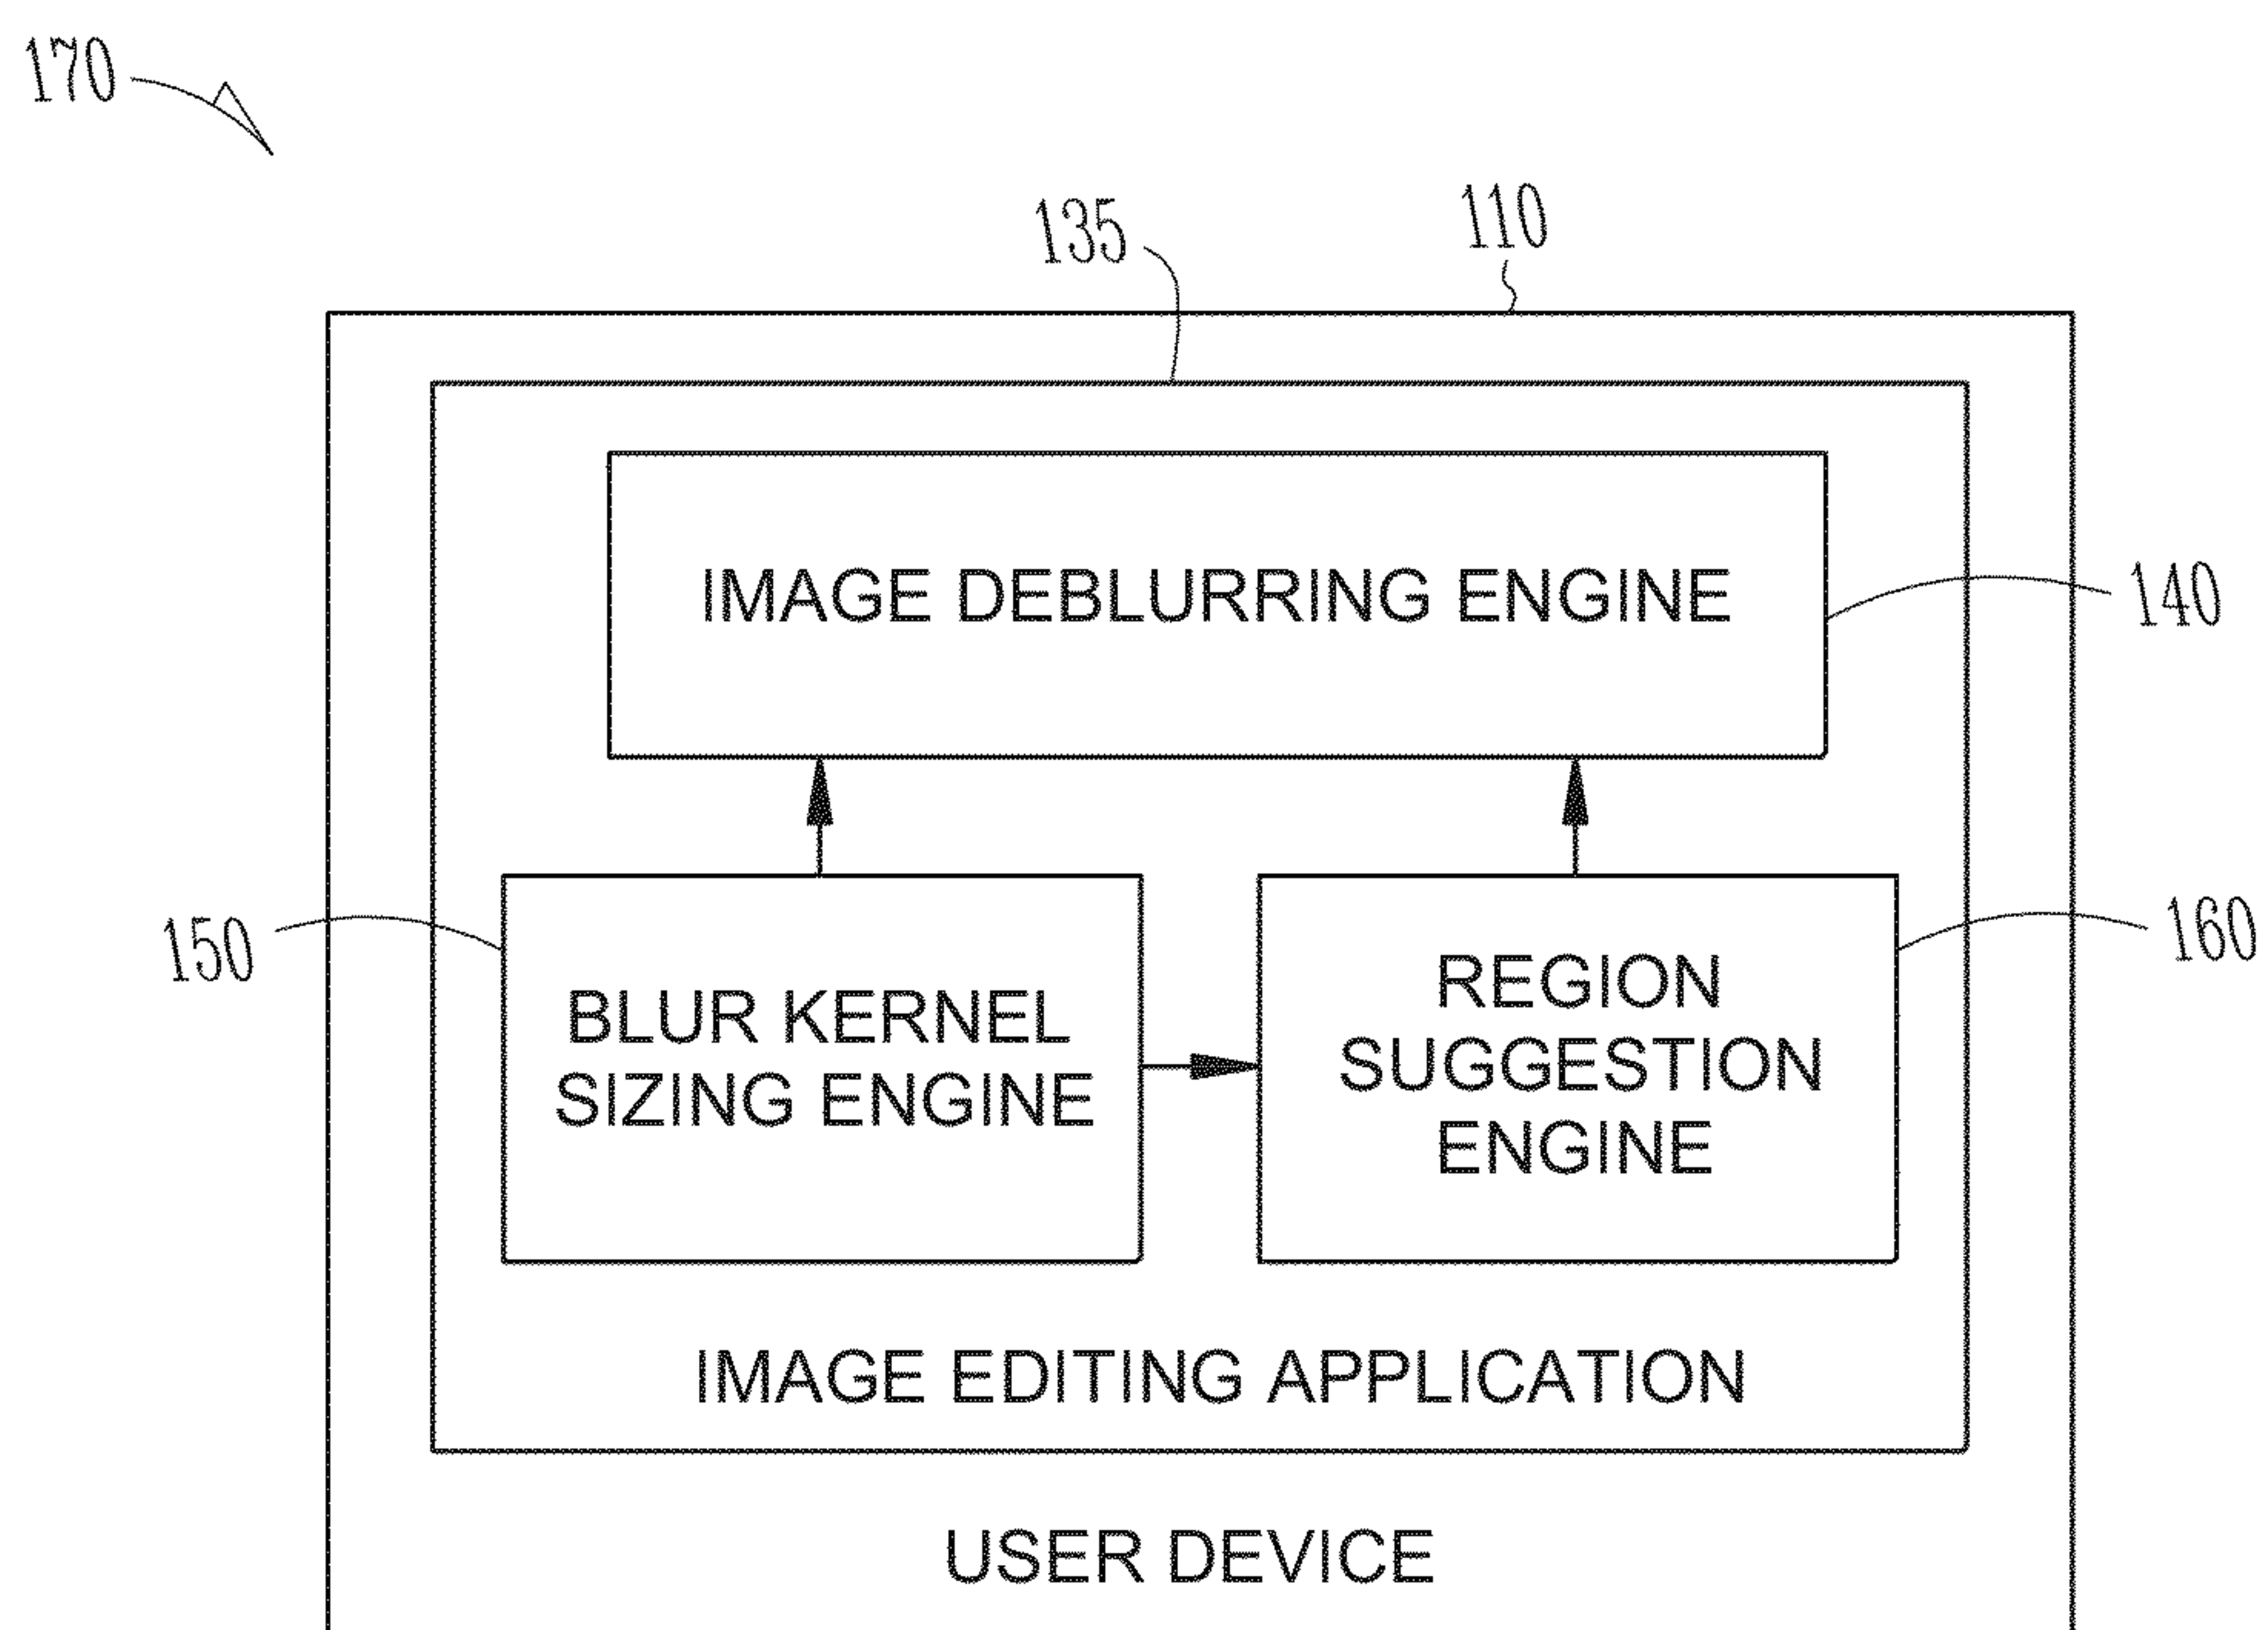 170
110
135
IMAGE DEBLURRING ENGINE
140
150
BLUR KERNEL
SIZING ENGINE
160
REGION
SUGGESTION
ENGINE
IMAGE EDITING APPLICATION
USER DEVICE